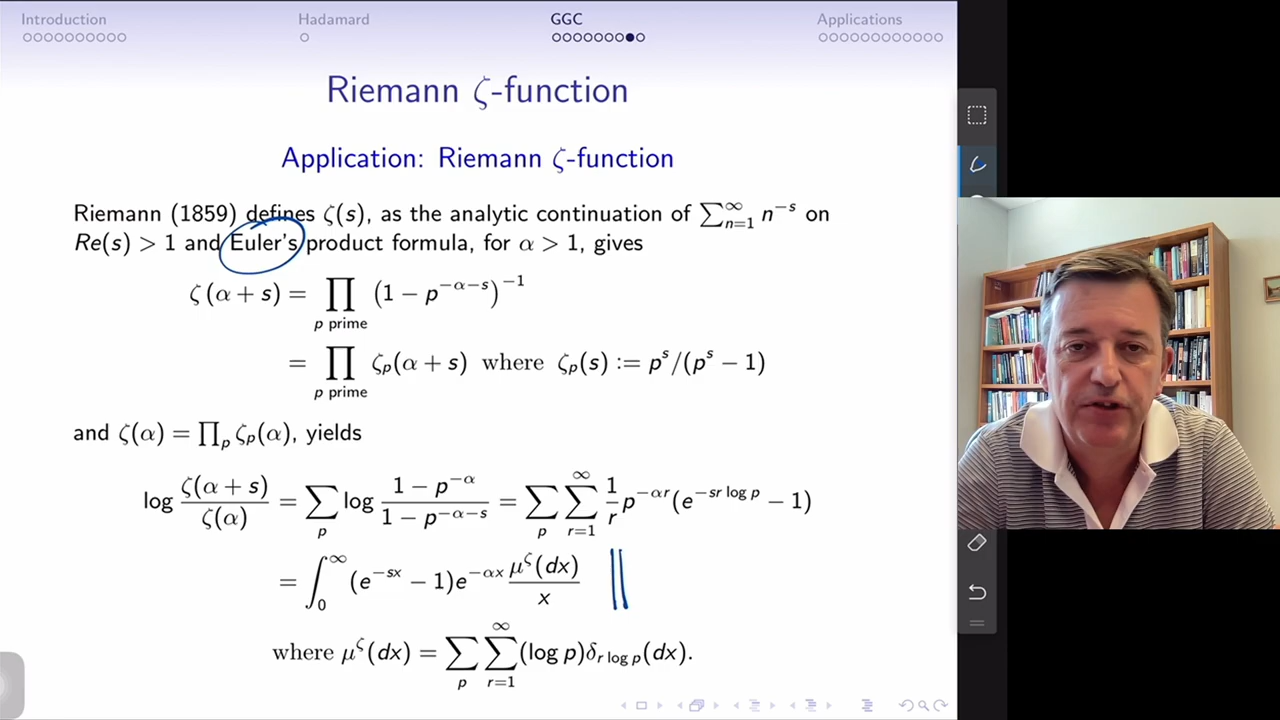 Introduction Hadamard GGC Applications
Riemann ζ-function
Application: Riemann ζ-function
Riemann (1859) defines ζ(s), as the analytic continuation of ∑_{n=1}^{∞} n^{-s} on
Re(s) > 1 and Euler's product formula, for α > 1, gives
ζ(α + s) = ∏_{p prime} (1 − p^{−α−s})^{−1}
= ∏_{p prime} ζ_p(α + s) where ζ_p(s) := p^s/(p^s − 1)
and ζ(α) = ∏_p ζ_p(α), yields
log ζ(α + s)/ζ(α) = ∑_p log (1 − p^{−α})/(1 − p^{−α−s}) = ∑_p ∑_{r=1}^{∞} 1/r p^{−αr}(e^{−sr log p} − 1)
= ∫_0^∞ (e^{−sx} − 1)e^{−αx} μ^ζ(dx)/x
where μ^ζ(dx) = ∑_p ∑_{r=1}^{∞} (log p)δ_{r log p}(dx).